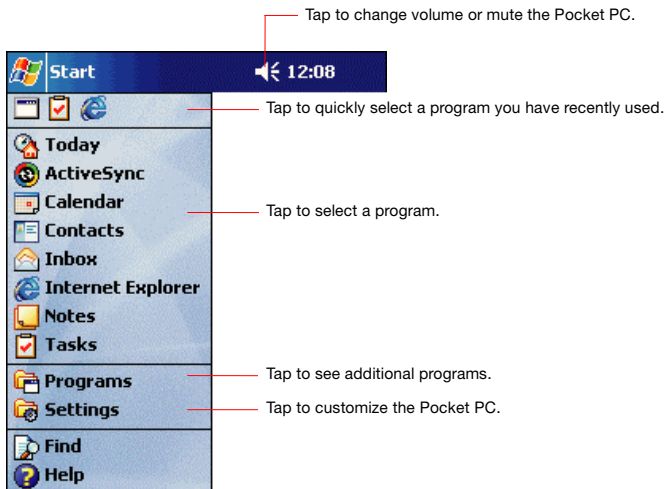 Tap to change volume or mute the Pocket PC.
Start 12:08
Tap to quickly select a program you have recently used.
Today
ActiveSync
Calendar
Tap to select a program.
Contacts
Inbox
Internet Explorer
Notes
Tasks
Tap to see additional programs.
Programs
Settings
Tap to customize the Pocket PC.
Find
Help